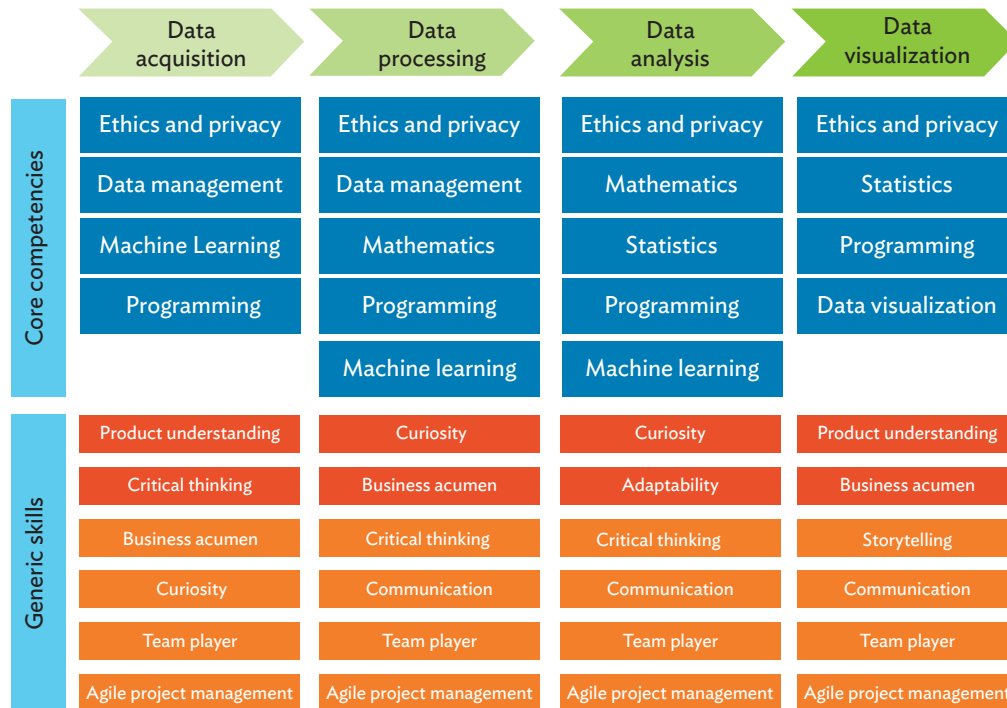 Data
acquisition
Data
processing
Data
analysis
Data
visualization
Core competencies
Ethics and privacy
Ethics and privacy
Ethics and privacy
Ethics and privacy
Data management
Data management
Mathematics
Statistics
Machine Learning
Mathematics
Statistics
Programming
Programming
Programming
Programming
Data visualization
Machine learning
Machine learning
Generic skills
Product understanding
Curiosity
Curiosity
Product understanding
Critical thinking
Business acumen
Adaptability
Business acumen
Business acumen
Critical thinking
Critical thinking
Storytelling
Curiosity
Communication
Communication
Communication
Team player
Team player
Team player
Team player
Agile project management
Agile project management
Agile project management
Agile project management